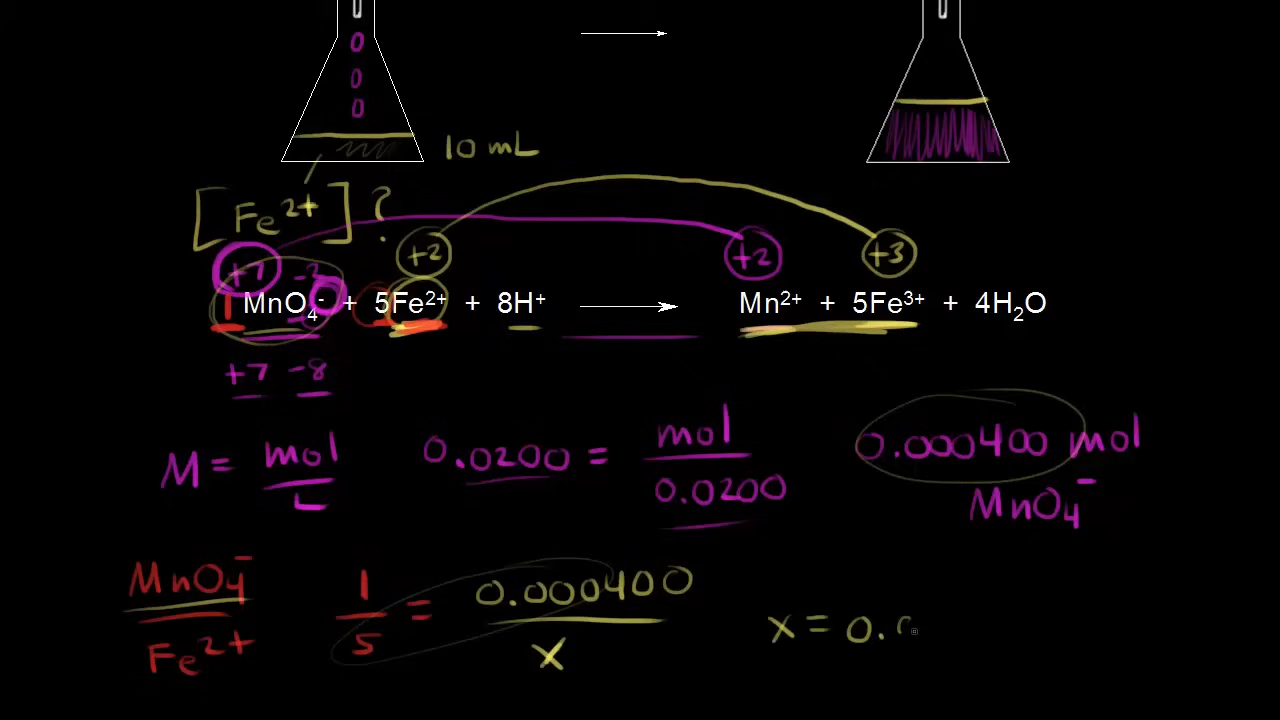 10 mL
[Fe2+] ?
+7 -2 +2 +2 +3
1 MnO4- + 5Fe2+ + 8H+ → Mn2+ + 5Fe3+ + 4H2O
+7 -8
M = mol/L 0.0200 = mol/0.0200 0.000400 mol
MnO4-
MnO4-/Fe2+ 1/5 = 0.000400/x x = 0.